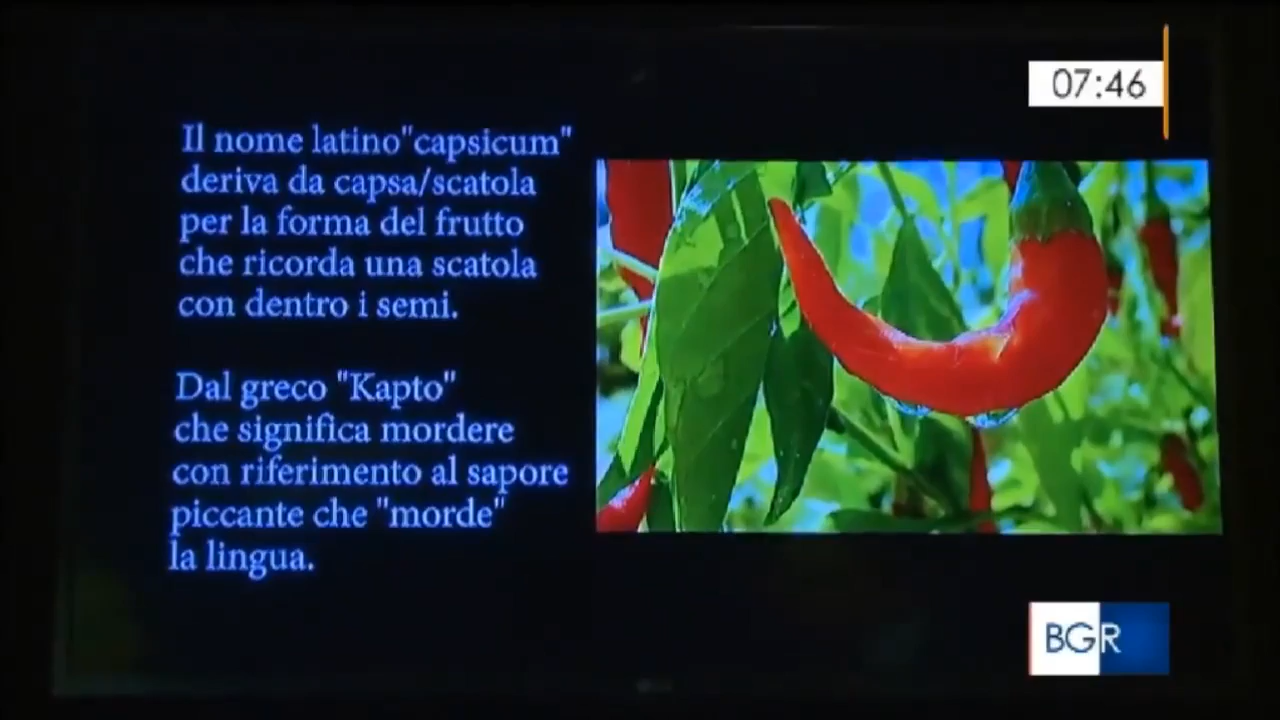 07:46
Il nome latino"capsicum"
deriva da capsa/scatola
per la forma del frutto
che ricorda una scatola
con dentro i semi.
Dal greco "Kapto"
che significa mordere
con riferimento al sapore
piccante che "morde"
la lingua.
BGR